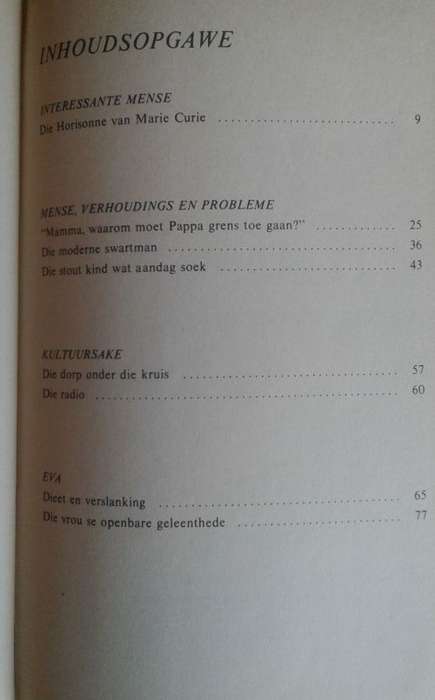 INHOUDSOPGAWE
INTERESSANTE MENSE
Die Horisonne van Marie Curie .......................... 9
MENSE, VERHOUDINGS EN PROBLEME
"Mamma, waarom moet Pappa grens toe gaan?" ............ 25
Die moderne swartman .................................. 36
Die stout kind wat aandag soek .......................... 43
KULTUURSAKE
Die dorp onder die kruis ................................ 57
Die radio ............................................. 60
EVA
Dieet en verslanking ................................... 65
Die vrou se openbare geleenthede ........................ 77